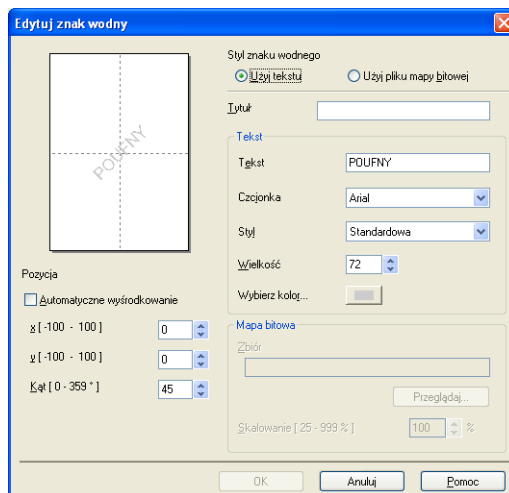 Edytuj znak wodny
POUFNY
Pozycja
Automatyczne wyśrodkowanie
x [ -100 - 100 ] 0
y [ -100 - 100 ] 0
Kąt [ 0 - 359 ° ] 45
Styl znaku wodnego
Użyj tekstu Użyj pliku mapy bitowej
Tytuł
Tekst
Tekst POUFNY
Czcionka Arial
Styl Standardowa
Wielkość 72
Wybierz kolor...
Mapa bitowa
Zbiór
Przeglądaj...
Skalowanie [ 25 - 999 % ] 100 %
OK Anuluj Pomoc